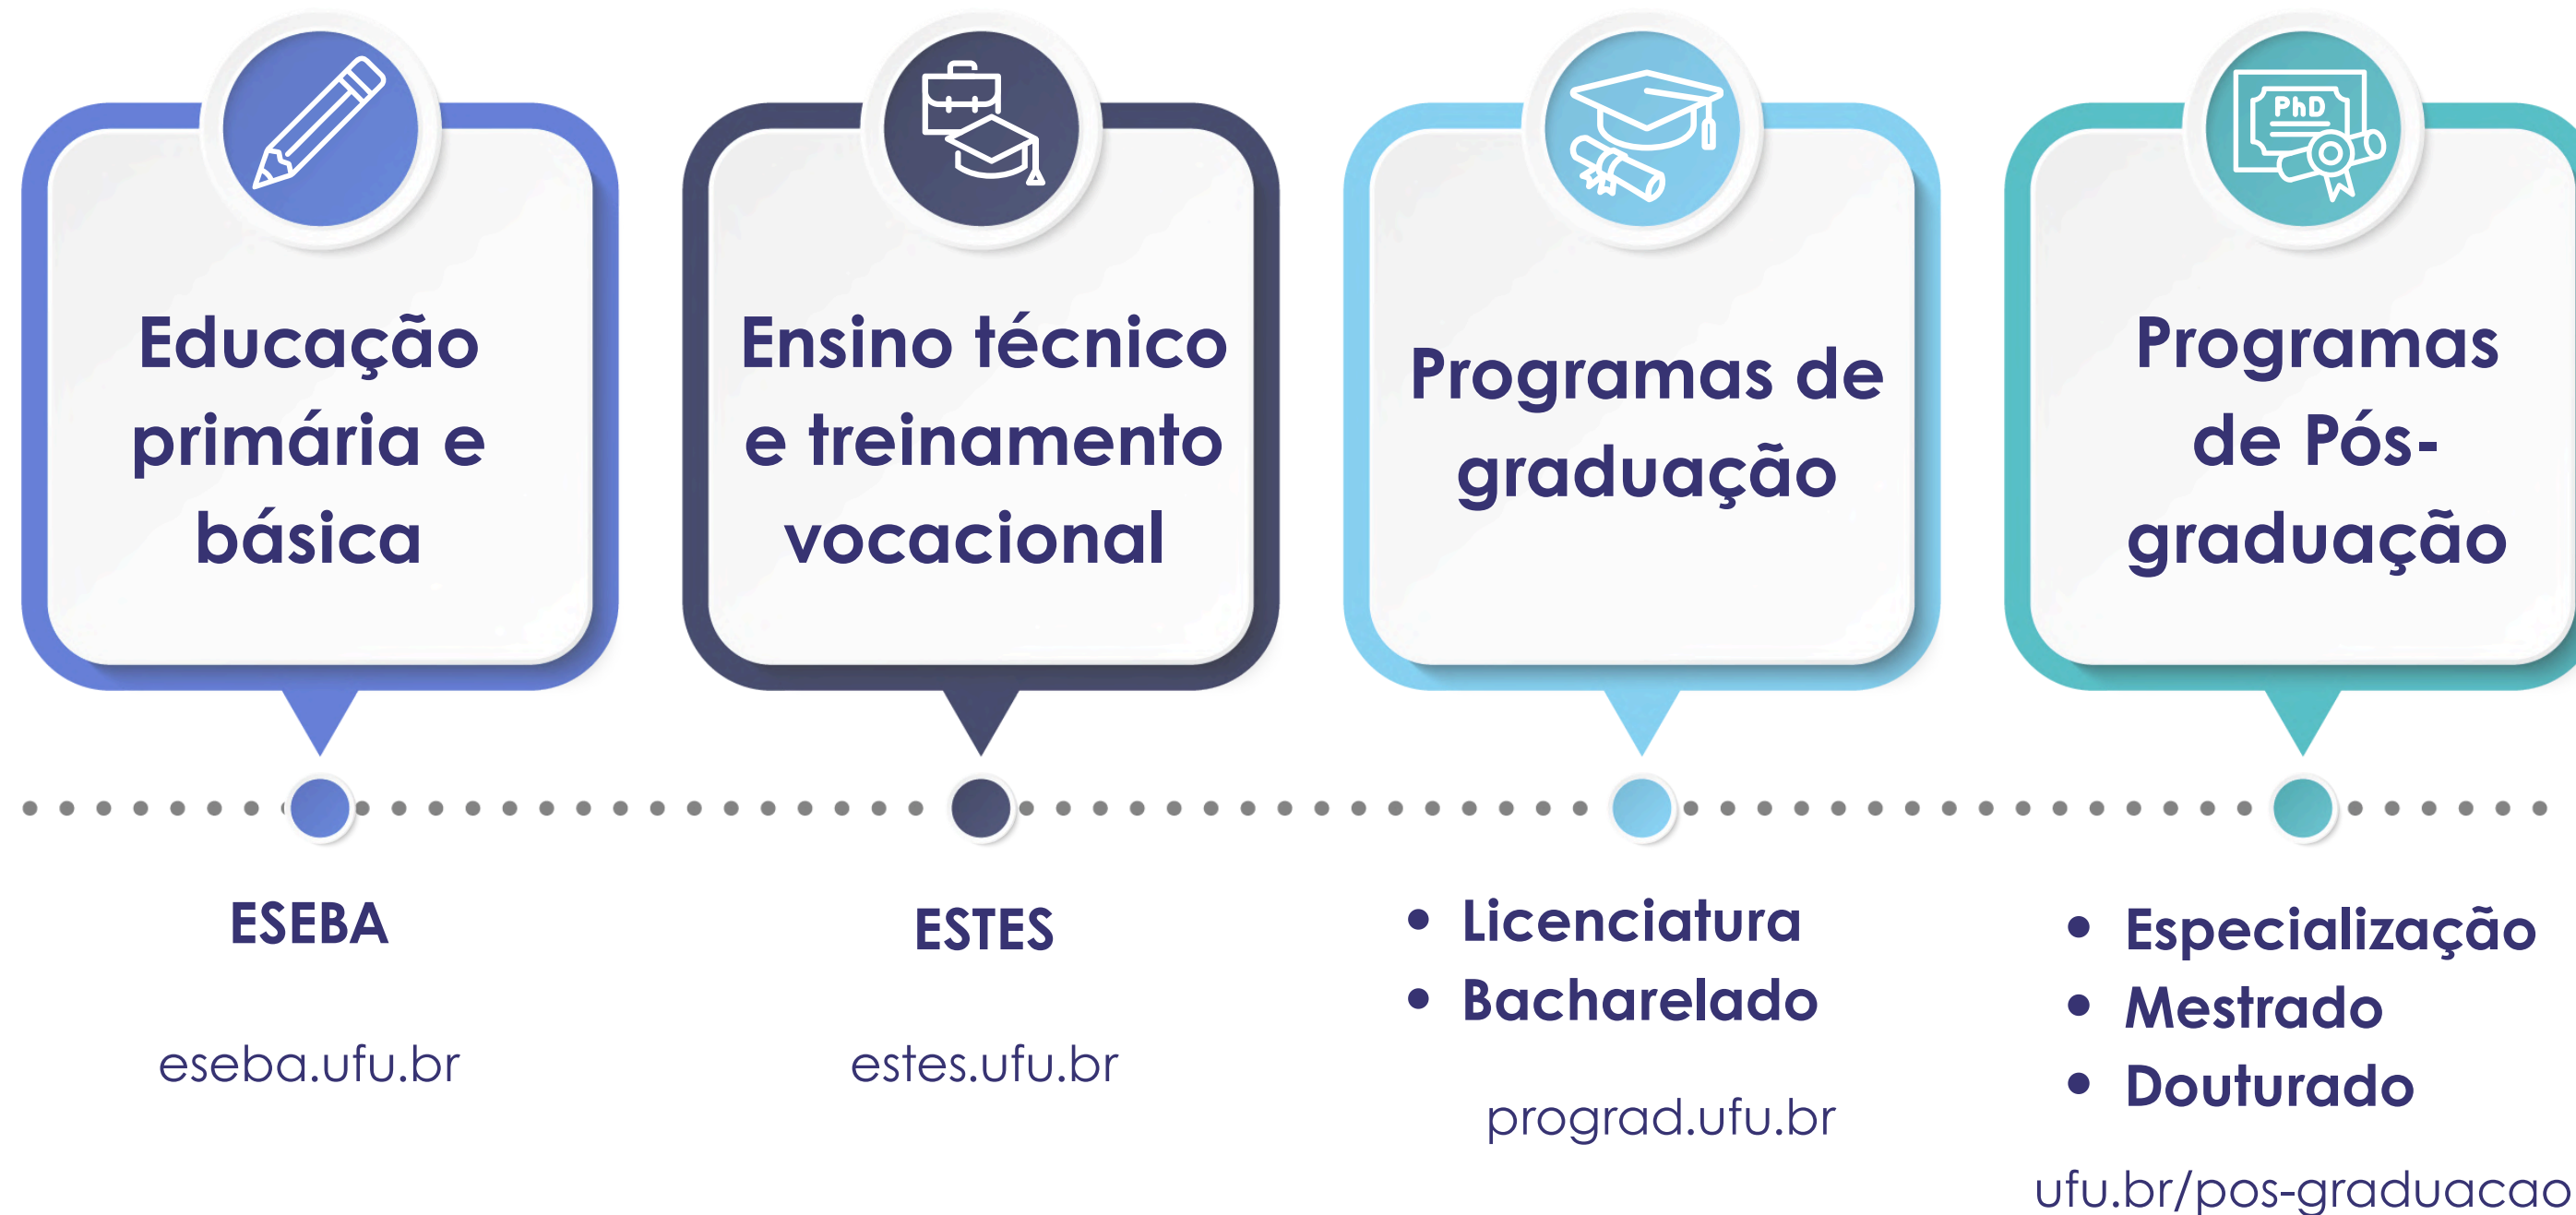 PhD
Educação
primária e
básica
Ensino técnico
e treinamento
vocacional
Programas de
graduação
Programas
de Pós-
graduação
ESEBA
eseba.ufu.br
ESTES
estes.ufu.br
• Licenciatura
• Bacharelado
prograd.ufu.br
• Especialização
• Mestrado
• Douturado
ufu.br/pos-graduacao